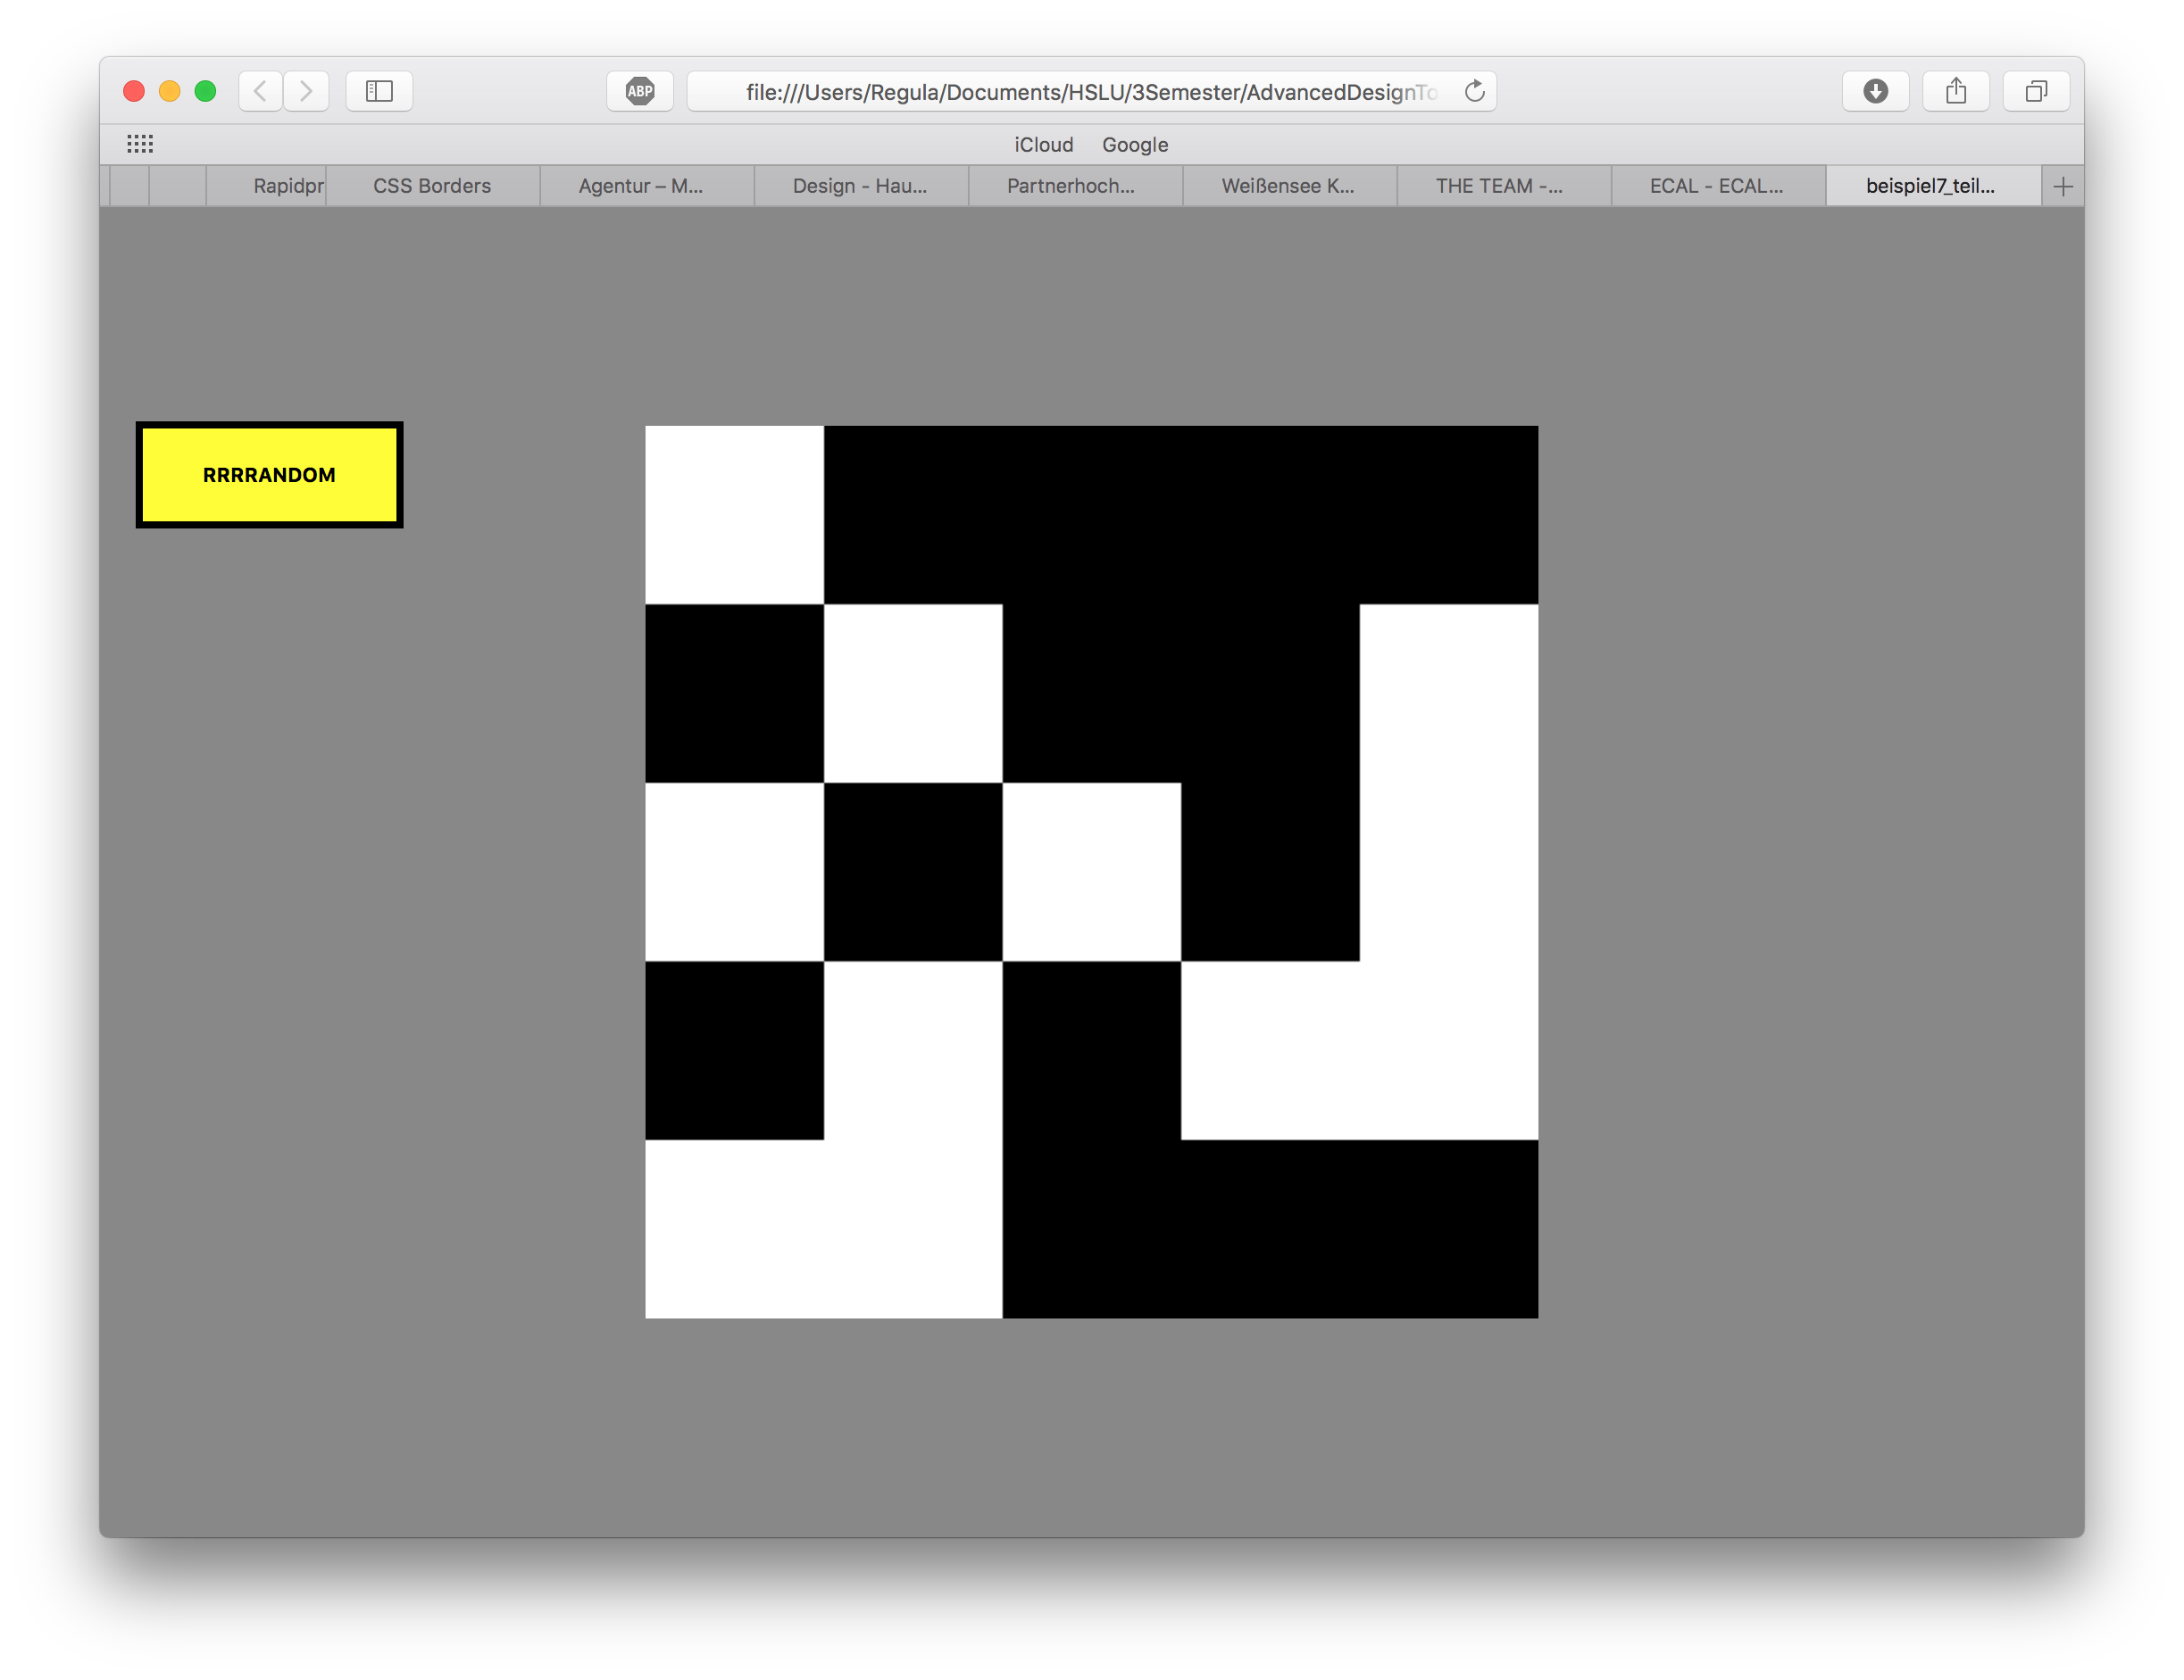 ABP
file:///Users/Regula/Documents/HSLU/3Semester/AdvancedDesignTo
iCloud Google
Rapidpr CSS Borders Agentur – M... Design - Hau... Partnerhoch... Weißensee K... THE TEAM -... ECAL - ECAL... beispiel7_teil...
RRRRANDOM